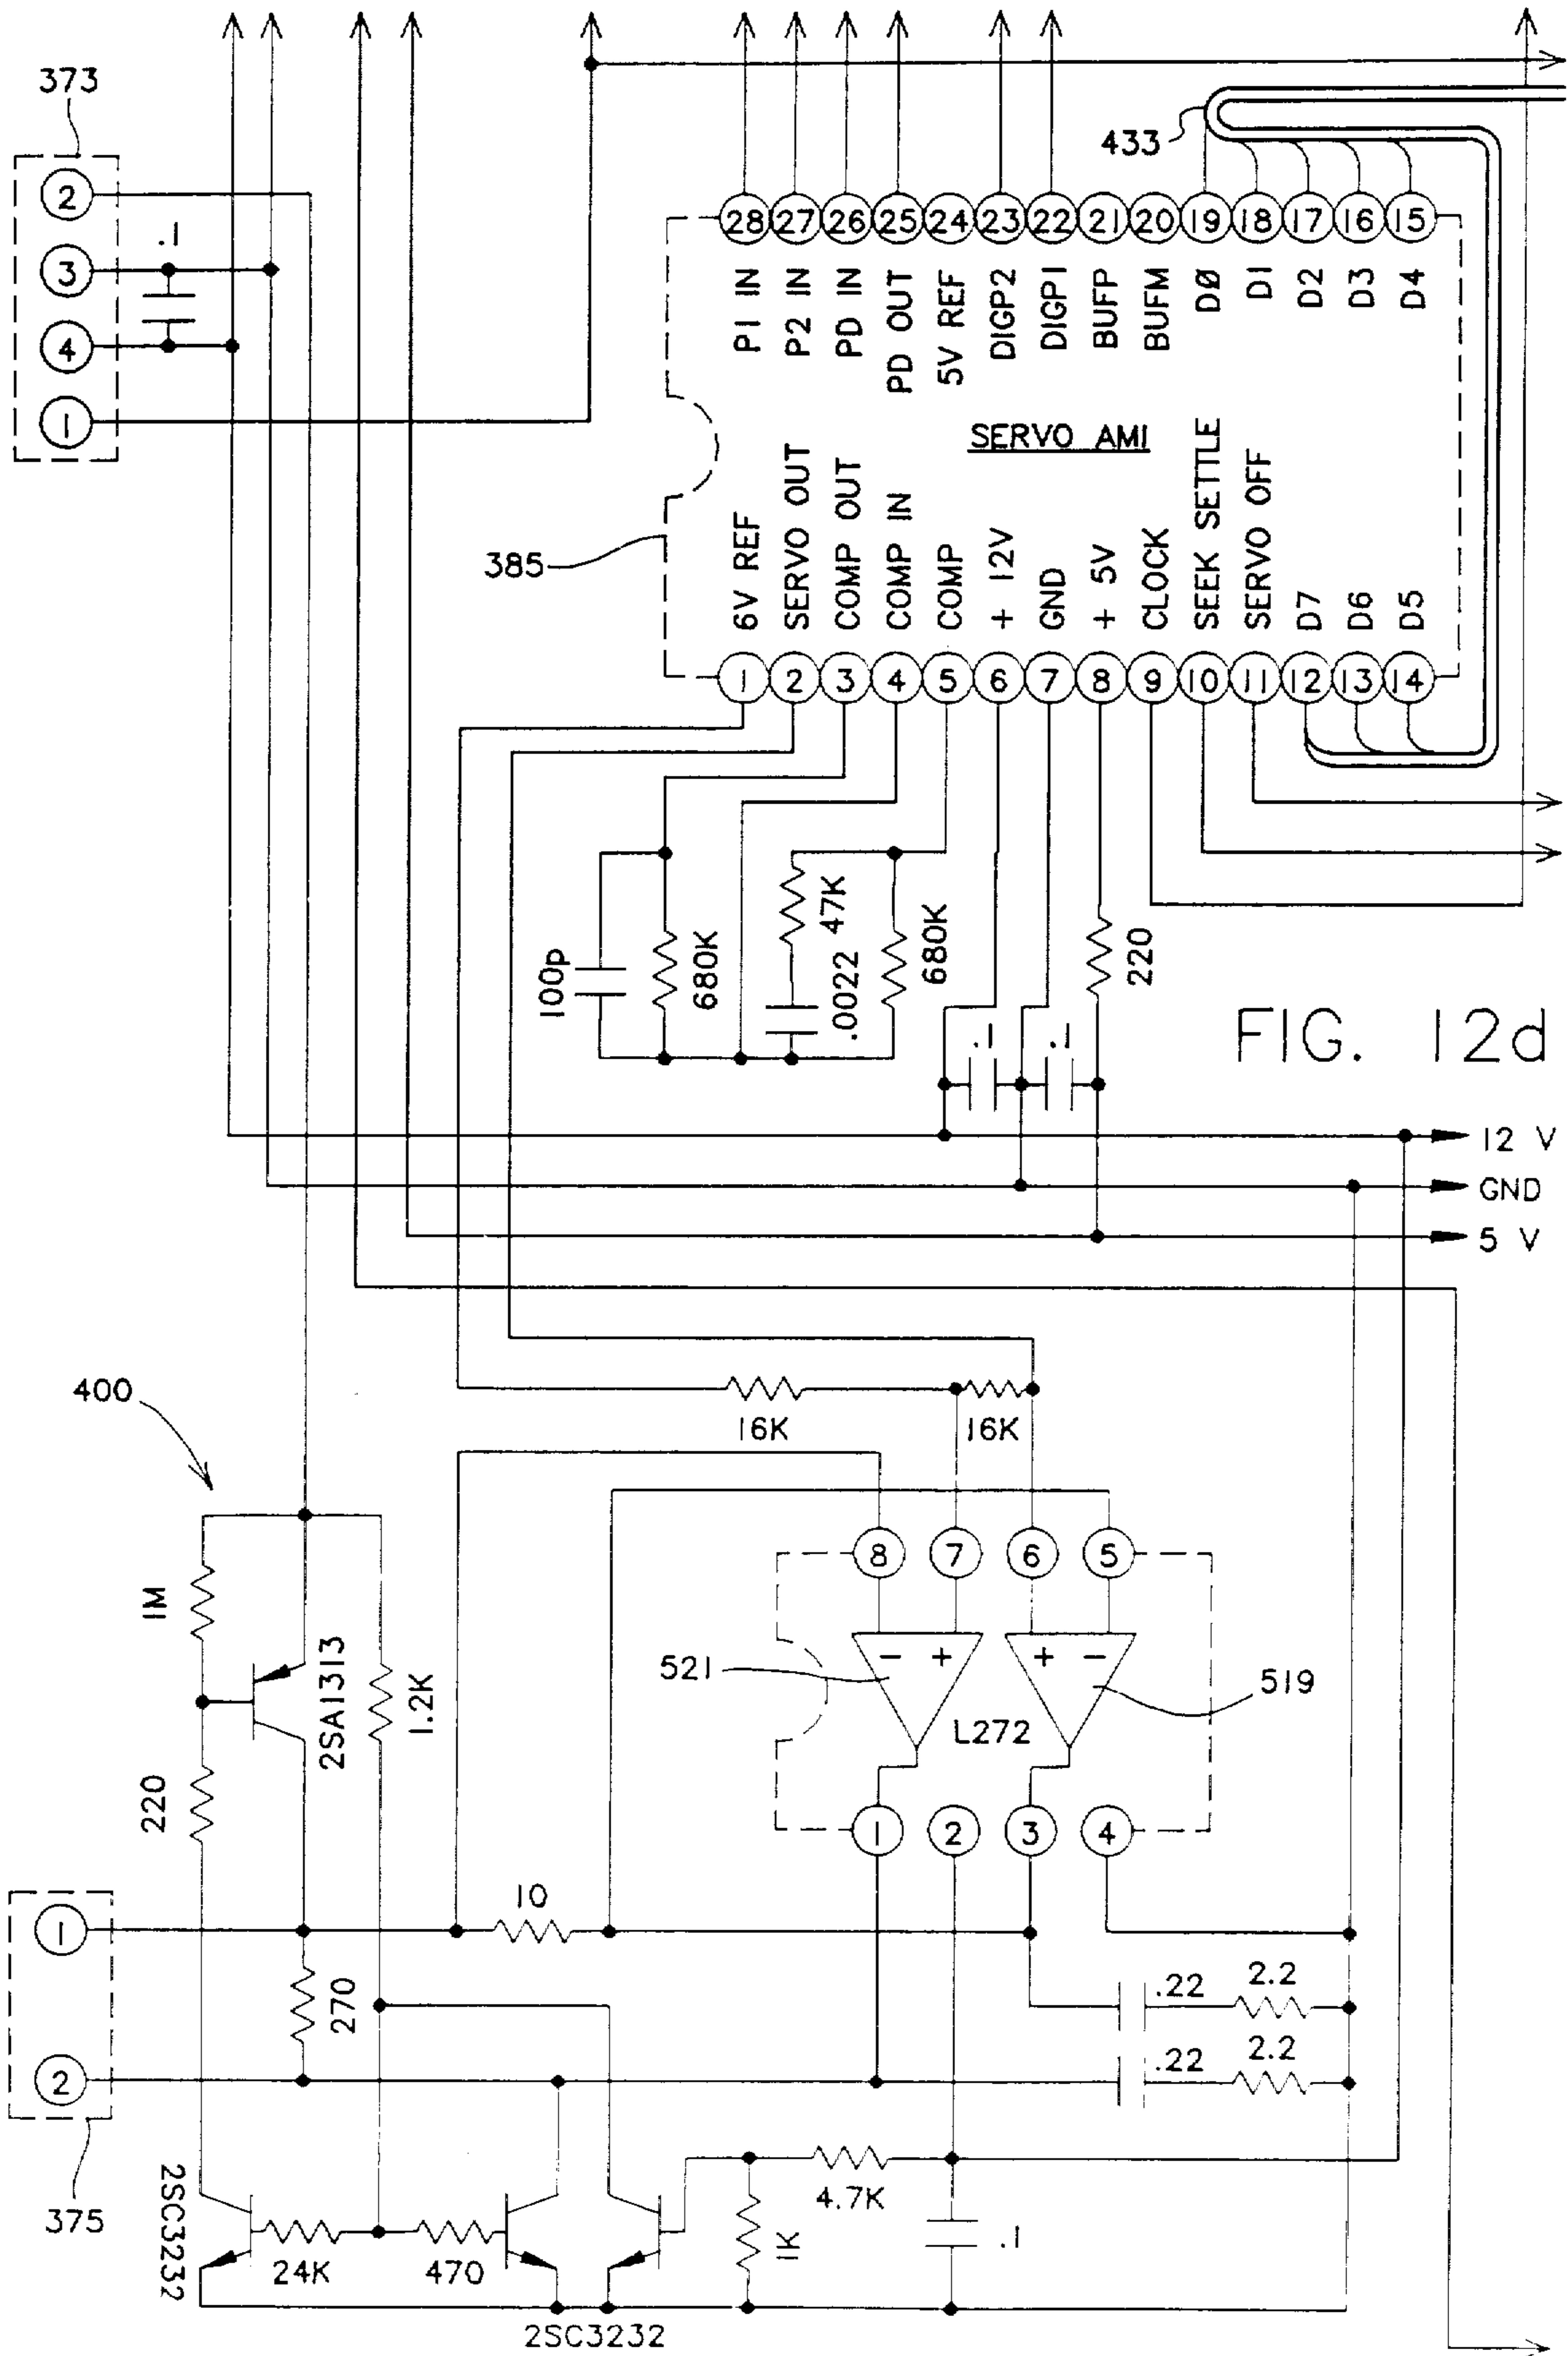 373
2
3
4
1
.1
433
28
27
26
25
24
23
22
21
20
19
18
17
16
15
P1 IN
P2 IN
PD IN
PD OUT
5V REF
DIGP2
DIGP1
BUFP
BUFM
DØ
D1
D2
D3
D4
SERVO AMI
385
6V REF
SERVO OUT
COMP OUT
COMP IN
COMP
+ 12V
GND
+ 5V
CLOCK
SEEK SETTLE
SERVO OFF
D7
D6
D5
1
2
3
4
5
6
7
8
9
10
11
12
13
14
100p
680K
47K
.0022
680K
220
.1
.1
FIG. 12d
12 V
GND
5 V
400
16K
16K
8
7
6
5
1M
2SA1313
1.2K
220
521
- +
+ -
519
L272
1
2
3
4
1
10
270
.22
2.2
2
.22
2.2
375
2SC3232
24K
470
2SC3232
1K
4.7K
.1